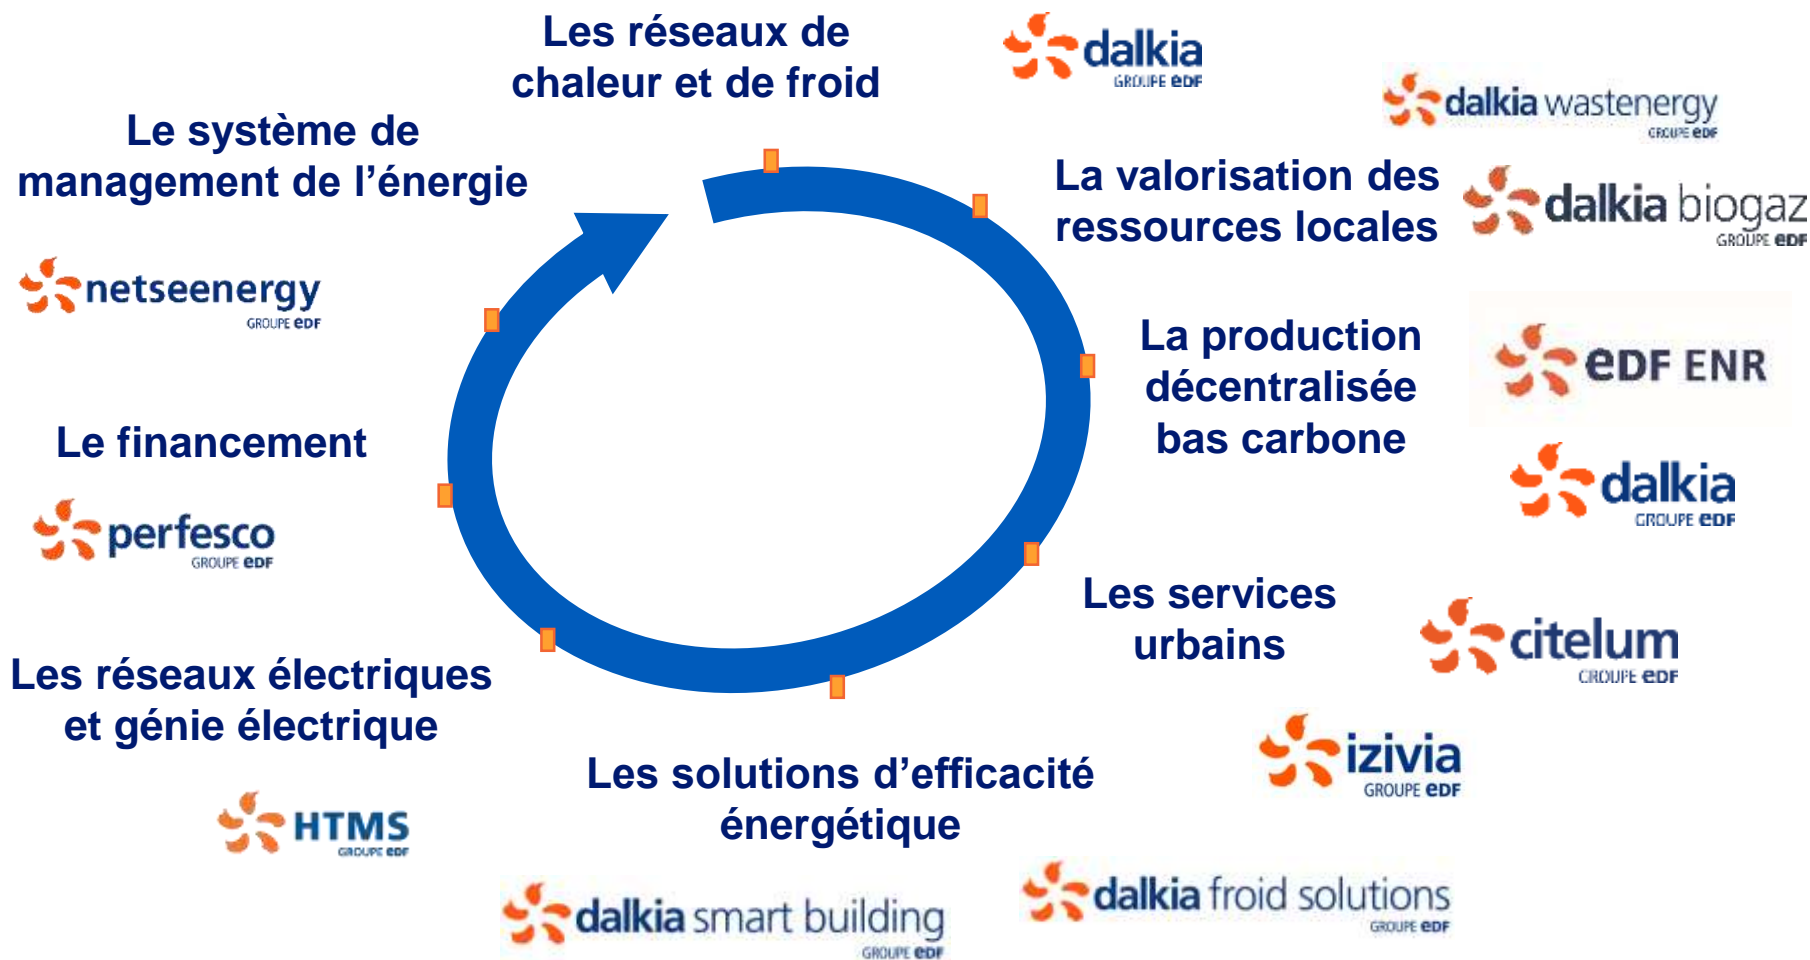 Les réseaux de
chaleur et de froid
dalkia
GROUPE EDF
dalkia wastenergy
GROUPE EDF
La valorisation des
ressources locales
dalkia biogaz
GROUPE EDF
La production
décentralisée
bas carbone
EDF ENR
dalkia
GROUPE EDF
Les services
urbains
citelum
GROUPE EDF
izivia
GROUPE EDF
Les solutions d’efficacité
énergétique
dalkia froid solutions
GROUPE EDF
dalkia smart building
GROUPE EDF
Les réseaux électriques
et génie électrique
HTMS
GROUPE EDF
Le financement
perfesco
GROUPE EDF
Le système de
management de l’énergie
netseenergy
GROUPE EDF